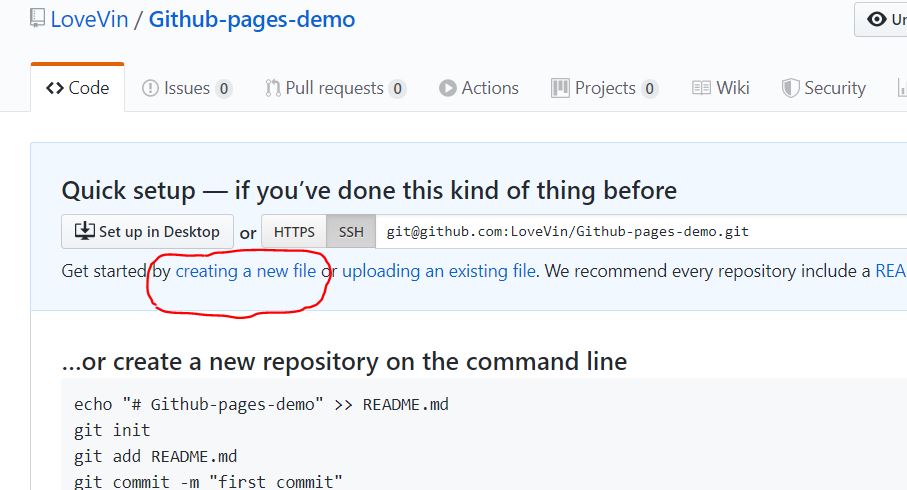 LoveVin / Github-pages-demo
<> Code Issues 0 Pull requests 0 Actions Projects 0 Wiki Security
Quick setup — if you’ve done this kind of thing before
Set up in Desktop or HTTPS SSH git@github.com:LoveVin/Github-pages-demo.git
Get started by creating a new file or uploading an existing file. We recommend every repository include a
…or create a new repository on the command line
echo "# Github-pages-demo" >> README.md
git init
git add README.md
git commit -m "first commit"